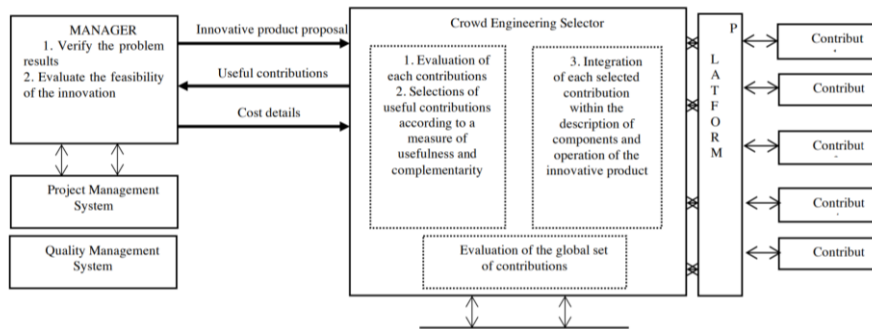 MANAGER
1. Verify the problem
results
2. Evaluate the feasibility
of the innovation
Innovative product proposal
Useful contributions
Cost details
Project Management
System
Quality Management
System
Crowd Engineering Selector
1. Evaluation of
each contributions
2. Selections of
useful contributions
according to a
measure of
usefulness and
complementarity
3. Integration
of each selected
contribution
within the
description of
components and
operation of the
innovative product
Evaluation of the global set
of contributions
P
L
A
T
F
O
R
M
Contribut
Contribut
Contribut
Contribut
Contribut